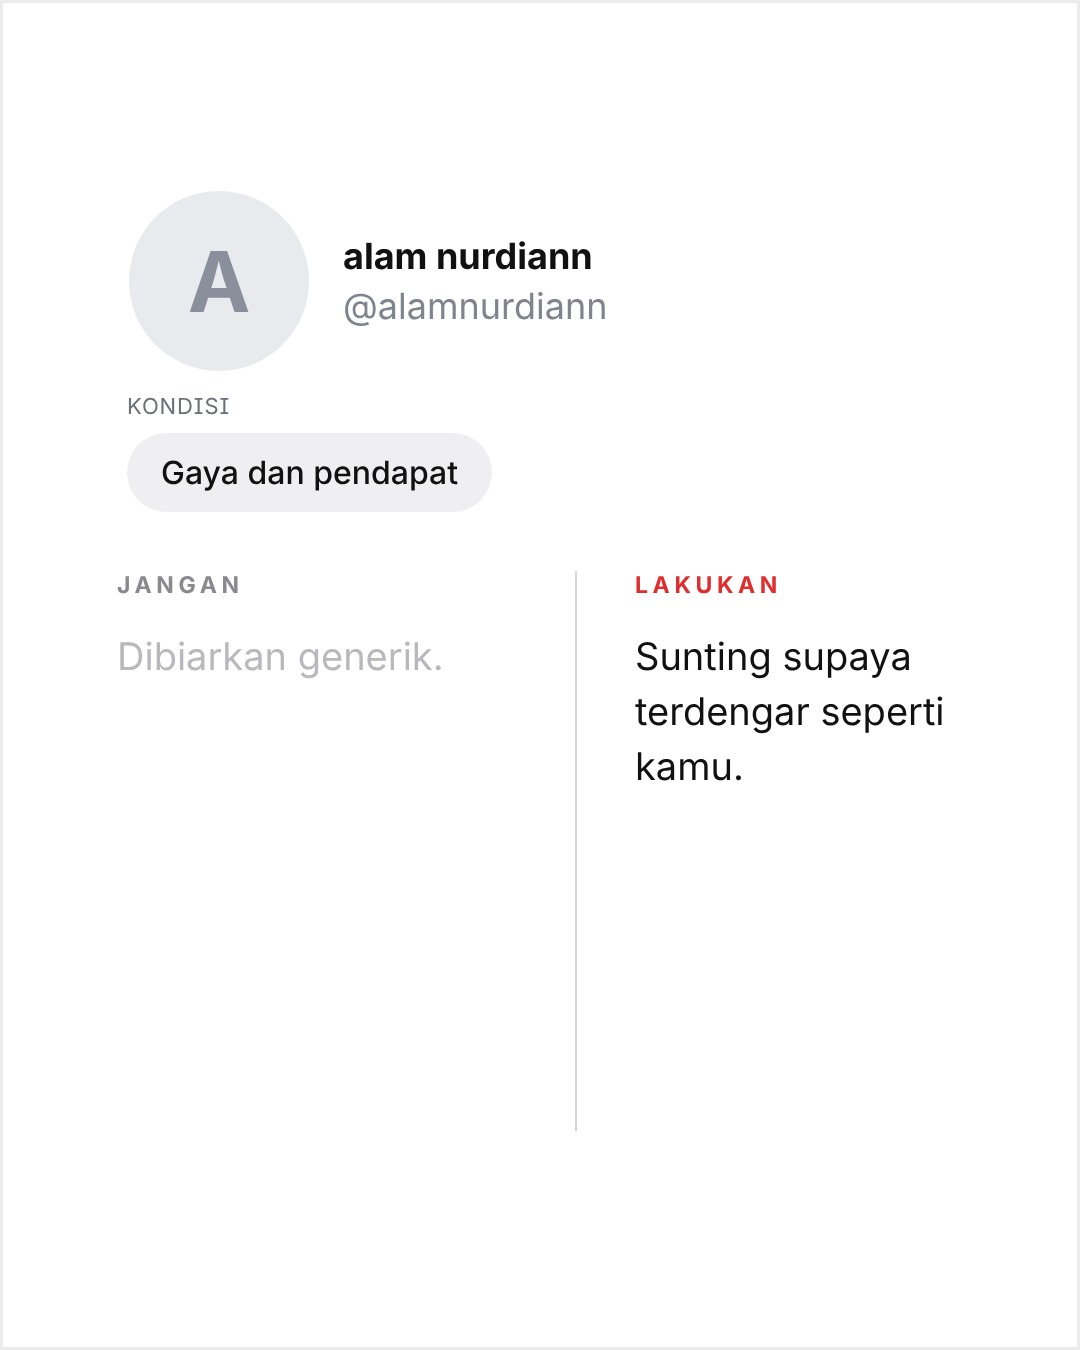 A
alam nurdiann
@alamnurdiann
KONDISI
Gaya dan pendapat
JANGAN
Dibiarkan generik.
LAKUKAN
Sunting supaya
terdengar seperti
kamu.